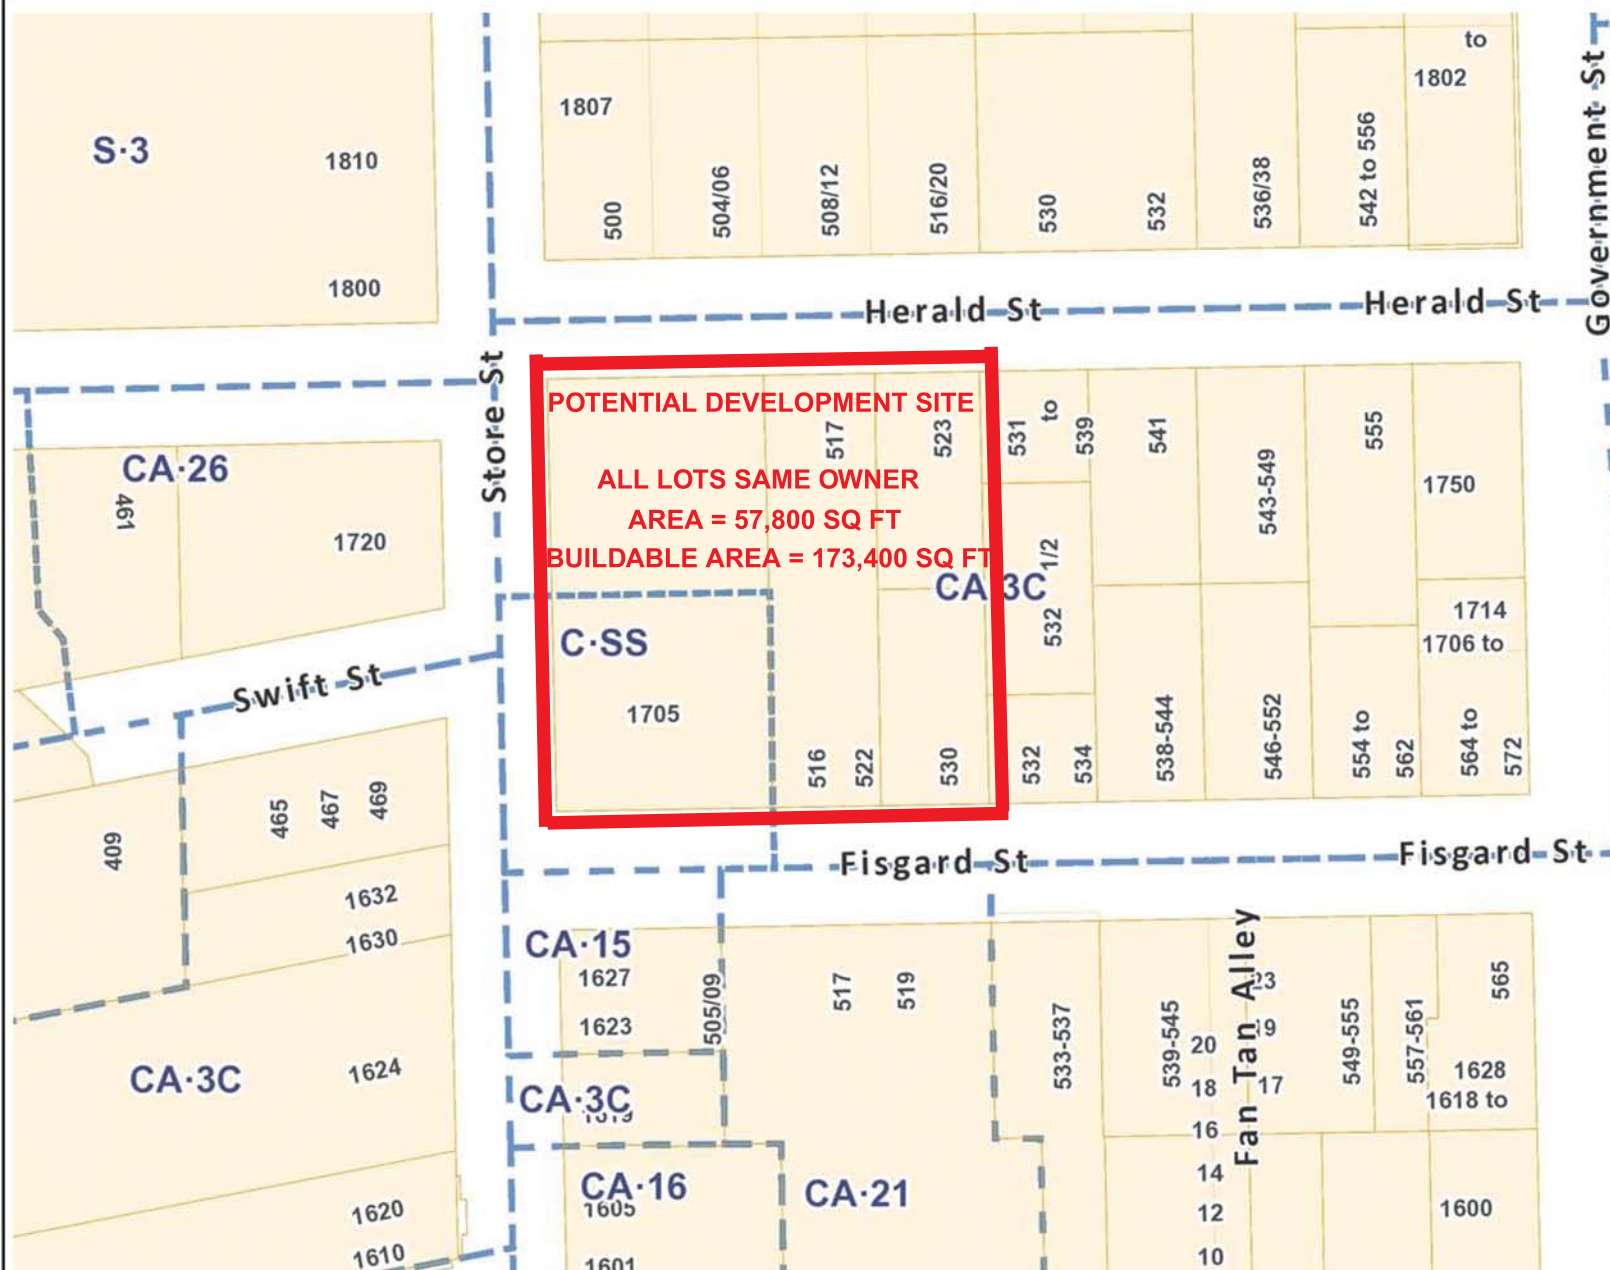 to
1802
Government St
1807
S·3
1810
500
504/06
508/12
516/20
530
532
536/38
542 to 556
1800
Herald St
Herald St
Store St
POTENTIAL DEVELOPMENT SITE
517
523
531
to
539
541
543-549
555
1750
ALL LOTS SAME OWNER
AREA = 57,800 SQ FT
BUILDABLE AREA = 173,400 SQ FT
CA·26
461
1720
CA·3C
532 1/2
1714
1706 to
C·SS
1705
Swift St
516
522
530
532
534
538-544
546-552
554 to
562
564 to
572
465
467
469
409
Fisgard St
Fisgard St
1632
1630
CA·15
1627
1623
505/09
517
519
533-537
539-545
Fan Tan Alley
23
19
17
20
18
16
14
12
10
549-555
557-561
565
1628
1618 to
CA·3C
1624
CA·3C
1619
CA·16
1605
1601
CA·21
1600
1620
1610